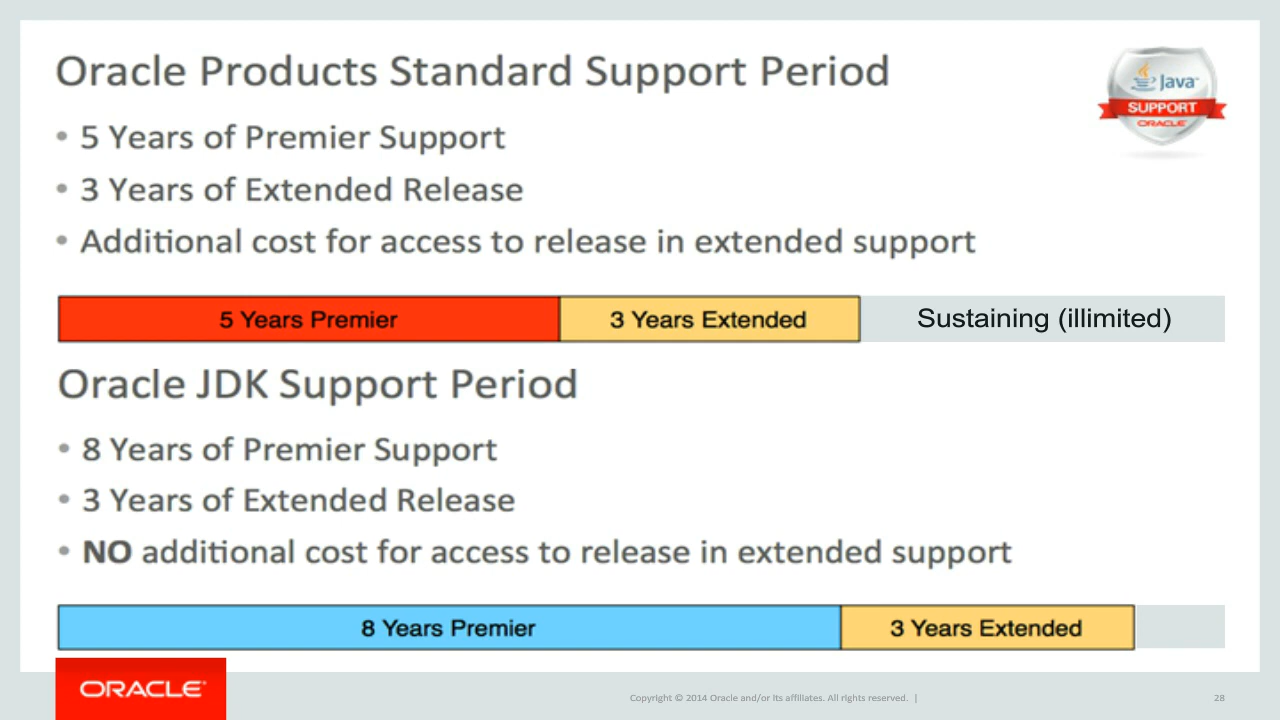 Oracle Products Standard Support Period
Java™
SUPPORT
ORACLE
• 5 Years of Premier Support
• 3 Years of Extended Release
• Additional cost for access to release in extended support
5 Years Premier
3 Years Extended
Sustaining (illimited)
Oracle JDK Support Period
• 8 Years of Premier Support
• 3 Years of Extended Release
• NO additional cost for access to release in extended support
8 Years Premier
3 Years Extended
ORACLE®
Copyright © 2014 Oracle and/or its affiliates. All rights reserved. |
28